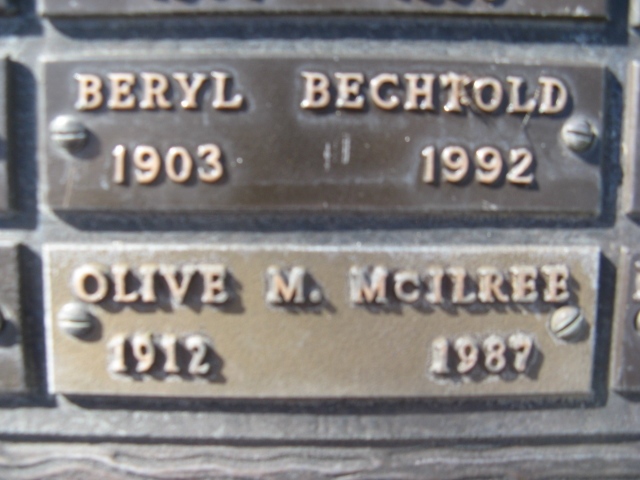 BERYL BECHTOLD
1903 1992
OLIVE M. McILREE
1912 1987